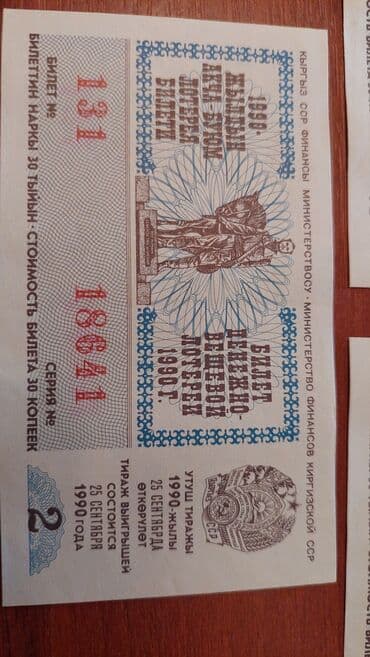 КЫРГЫЗ ССР ФИНАНСЫ МИНИСТЕРСТВОСУ · МИНИСТЕРСТВО ФИНАНСОВ КИРГИЗСКОЙ ССР
1990-
ЖЫЛДЫН
АКЧА-БУЮМ
ЛОТЕРЕЯ
БИЛЕТИ
БИЛЕТ
ДЕНЕЖНО-
ВЕЩЕВОЙ
ЛОТЕРЕИ
1990 Г.
УТУШ ТИРАЖЫ
1990-ЖЫЛЫ
25 СЕНТЯБРДА
ӨТКӨРҮЛӨТ
ТИРАЖ ВЫИГРЫШЕЙ
СОСТОИТСЯ
25 СЕНТЯБРЯ
1990 ГОДА
2
БИЛЕТ № 131
18641 СЕРИЯ №
БИЛЕТТИН НАРКЫ 30 ТЫЙЫН · СТОИМОСТЬ БИЛЕТА 30 КОПЕЕК